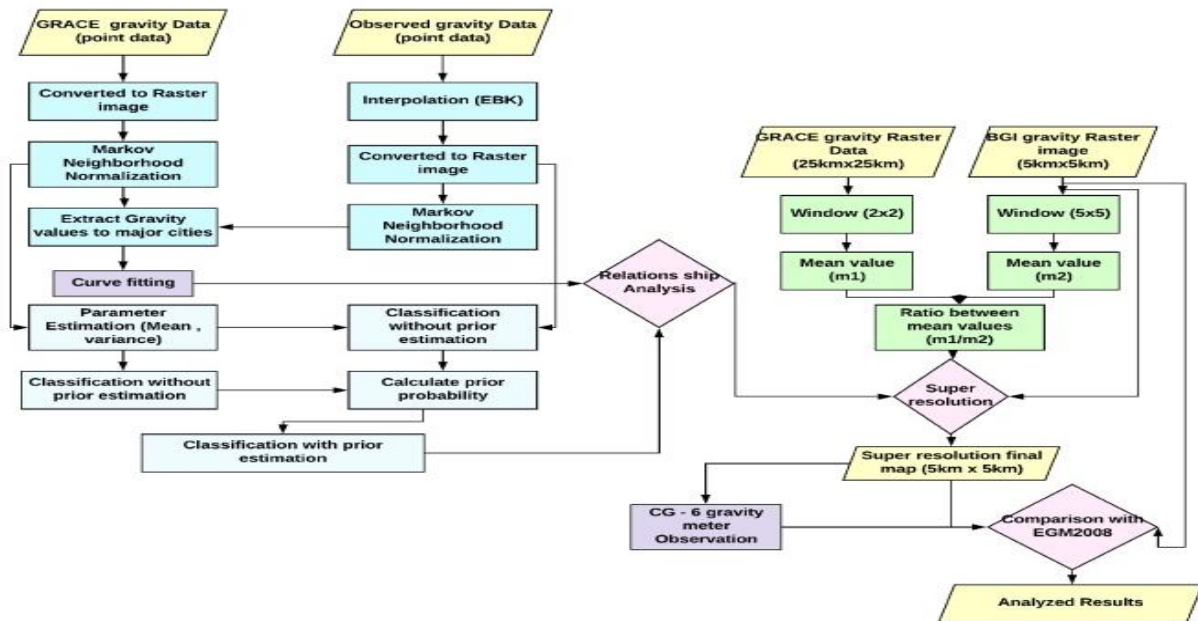 GRACE gravity Data
(point data)
Observed gravity Data
(point data)
Converted to Raster
image
Interpolation (EBK)
Markov
Neighborhood
Normalization
Converted to Raster
image
Extract Gravity
values to major cities
Markov
Neighborhood
Normalization
Curve fitting
Parameter
Estimation (Mean ,
variance)
Classification
without prior
estimation
Classification without
prior estimation
Calculate prior
probability
Classification with prior
estimation
Relations ship
Analysis
GRACE gravity Raster
Data
(25kmx25km)
BGI gravity Raster
image
(5kmx5km)
Window (2x2)
Window (5x5)
Mean value
(m1)
Mean value
(m2)
Ratio between
mean values
(m1/m2)
Super
resolution
Super resolution final
map (5km x 5km)
CG - 6 gravity
meter
Observation
Comparison with
EGM2008
Analyzed Results